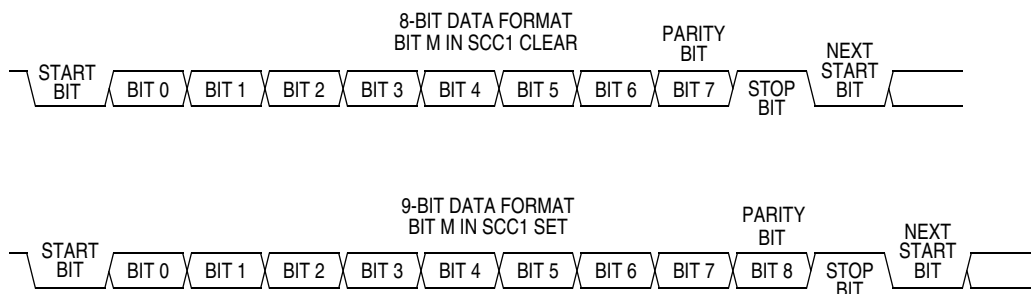 8-BIT DATA FORMAT
BIT M IN SCC1 CLEAR
PARITY
BIT
START
BIT
BIT 0
BIT 1
BIT 2
BIT 3
BIT 4
BIT 5
BIT 6
BIT 7
STOP
BIT
NEXT
START
BIT
9-BIT DATA FORMAT
BIT M IN SCC1 SET
PARITY
BIT
START
BIT
BIT 0
BIT 1
BIT 2
BIT 3
BIT 4
BIT 5
BIT 6
BIT 7
BIT 8
STOP
BIT
NEXT
START
BIT